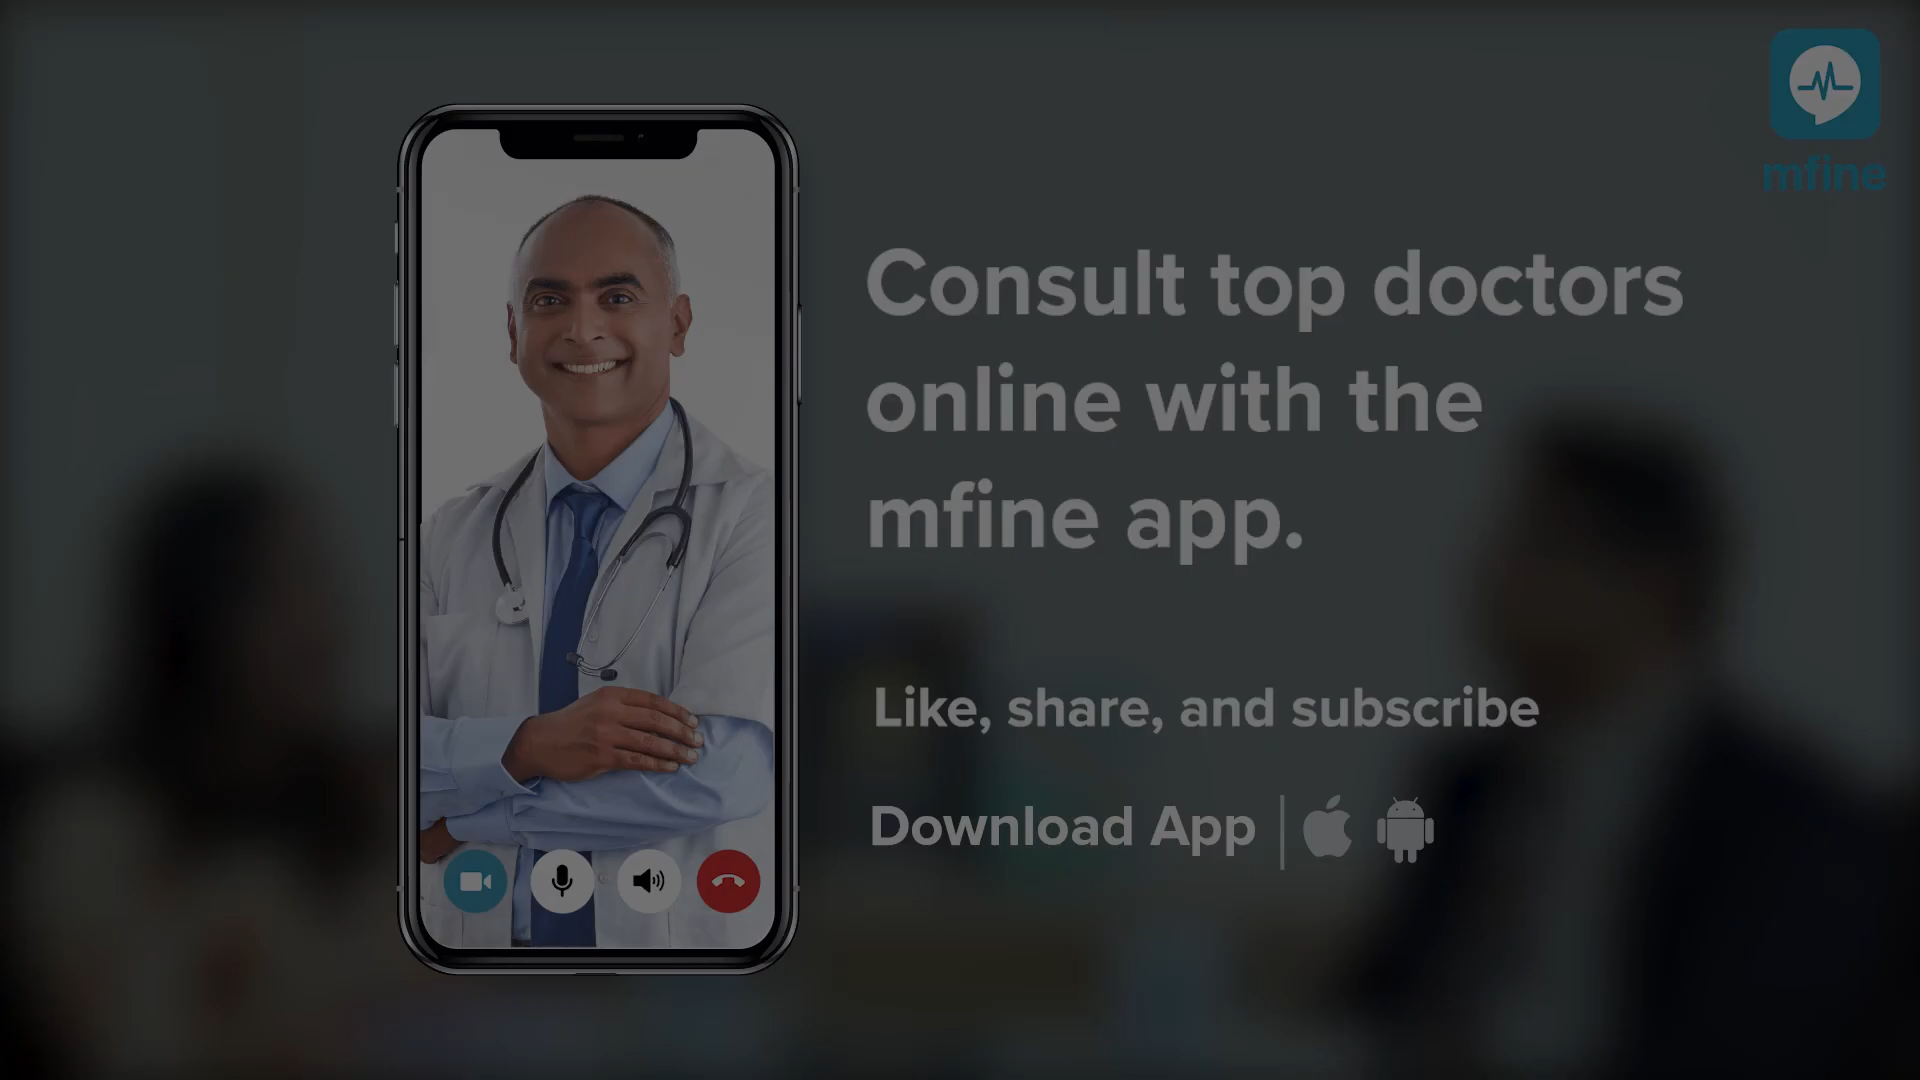 mfine
Consult top doctors
online with the
mfine app.
Like, share, and subscribe
Download App